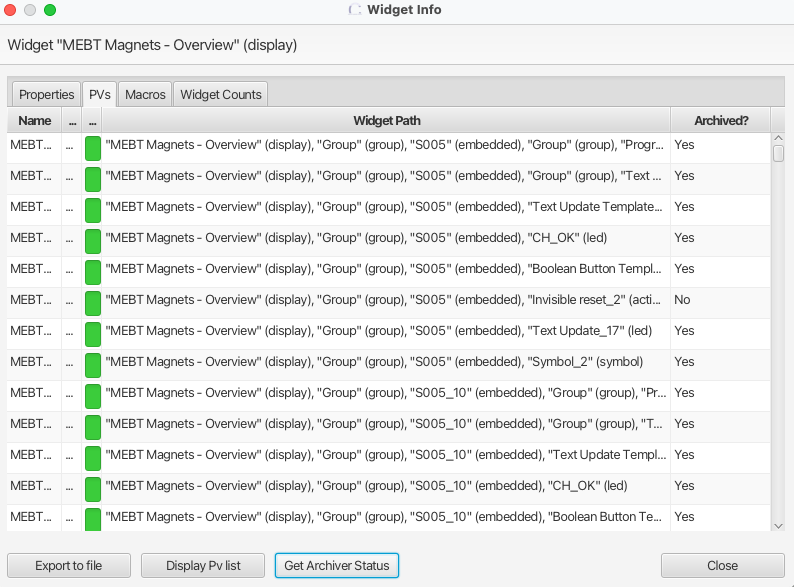 Widget Info
Widget "MEBT Magnets - Overview" (display)
Properties PVs Macros Widget Counts
Name ... ... Widget Path Archived?
MEBT... ... "MEBT Magnets - Overview" (display), "Group" (group), "S005" (embedded), "Group" (group), "Progr... Yes
MEBT... ... "MEBT Magnets - Overview" (display), "Group" (group), "S005" (embedded), "Group" (group), "Text ... Yes
MEBT... ... "MEBT Magnets - Overview" (display), "Group" (group), "S005" (embedded), "Text Update Template... Yes
MEBT... ... "MEBT Magnets - Overview" (display), "Group" (group), "S005" (embedded), "CH_OK" (led) Yes
MEBT... ... "MEBT Magnets - Overview" (display), "Group" (group), "S005" (embedded), "Boolean Button Templ... Yes
MEBT... ... "MEBT Magnets - Overview" (display), "Group" (group), "S005" (embedded), "Invisible reset_2" (acti... No
MEBT... ... "MEBT Magnets - Overview" (display), "Group" (group), "S005" (embedded), "Text Update_17" (led) Yes
MEBT... ... "MEBT Magnets - Overview" (display), "Group" (group), "S005" (embedded), "Symbol_2" (symbol) Yes
MEBT... ... "MEBT Magnets - Overview" (display), "Group" (group), "S005_10" (embedded), "Group" (group), "Pr... Yes
MEBT... ... "MEBT Magnets - Overview" (display), "Group" (group), "S005_10" (embedded), "Group" (group), "T... Yes
MEBT... ... "MEBT Magnets - Overview" (display), "Group" (group), "S005_10" (embedded), "Text Update Templ... Yes
MEBT... ... "MEBT Magnets - Overview" (display), "Group" (group), "S005_10" (embedded), "CH_OK" (led) Yes
MEBT... ... "MEBT Magnets - Overview" (display), "Group" (group), "S005_10" (embedded), "Boolean Button Te... Yes
Export to file Display Pv list Get Archiver Status Close